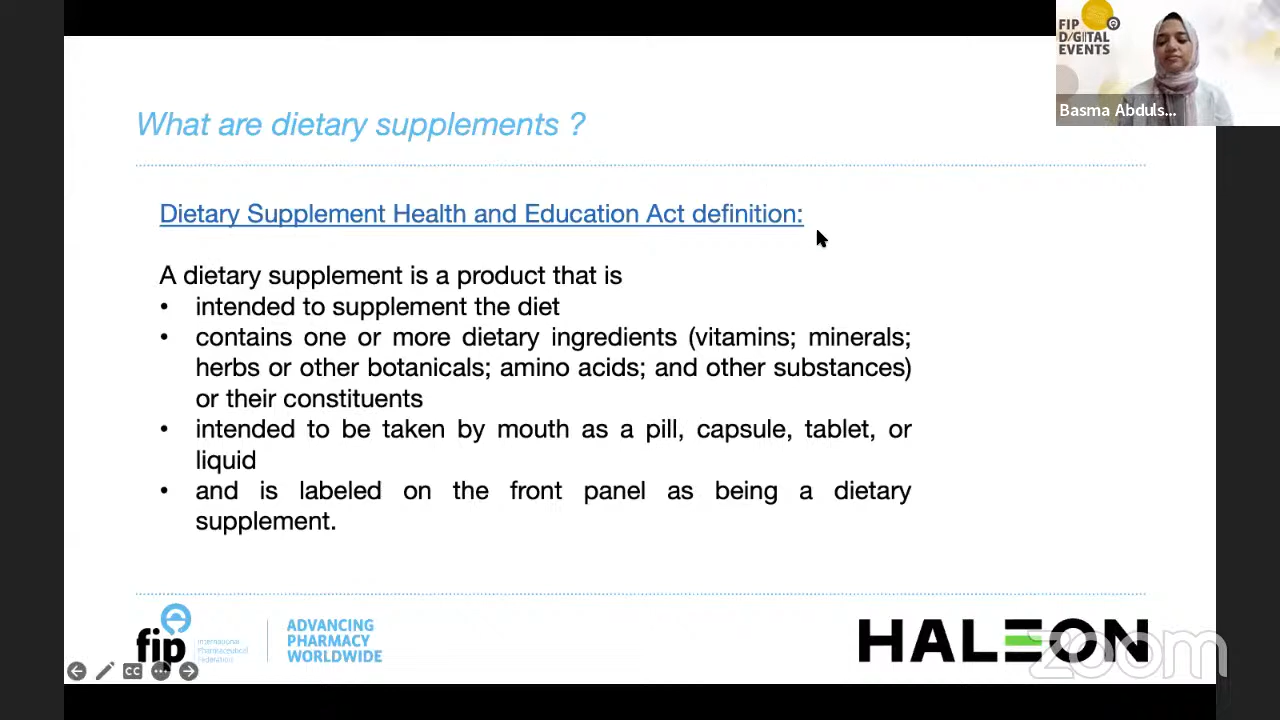 FIP
DIGITAL
EVENTS
Basma Abduls...
What are dietary supplements ?
Dietary Supplement Health and Education Act definition:
A dietary supplement is a product that is
• intended to supplement the diet
• contains one or more dietary ingredients (vitamins; minerals;
herbs or other botanicals; amino acids; and other substances)
or their constituents
• intended to be taken by mouth as a pill, capsule, tablet, or
liquid
• and is labeled on the front panel as being a dietary
supplement.
fip
International
Pharmaceutical
Federation
ADVANCING
PHARMACY
WORLDWIDE
HALEON
zoom
CC